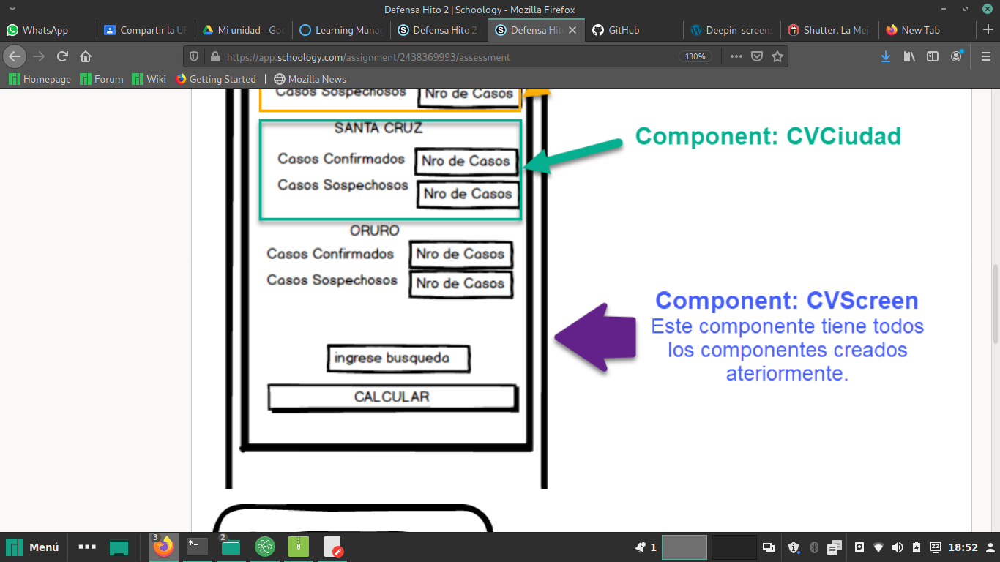 Defensa Hito 2 | Schoology - Mozilla Firefox
WhatsApp
Compartir la UR
Mi unidad - Goo
Learning Manag
Defensa Hito 2
Defensa Hit
GitHub
Deepin-screens
Shutter. La Mej
New Tab
https://app.schoology.com/assignment/2438369993/assessment
130%
Homepage
Forum
Wiki
Getting Started
Mozilla News
Casos Sospechosos
Nro de Casos
SANTA CRUZ
Casos Confirmados
Nro de Casos
Casos Sospechosos
Nro de Casos
Component: CVCiudad
ORURO
Casos Confirmados
Nro de Casos
Casos Sospechosos
Nro de Casos
Component: CVScreen
Este componente tiene todos
los componentes creados
ateriormente.
ingrese busqueda
CALCULAR
Menú
3
2
1
18:52